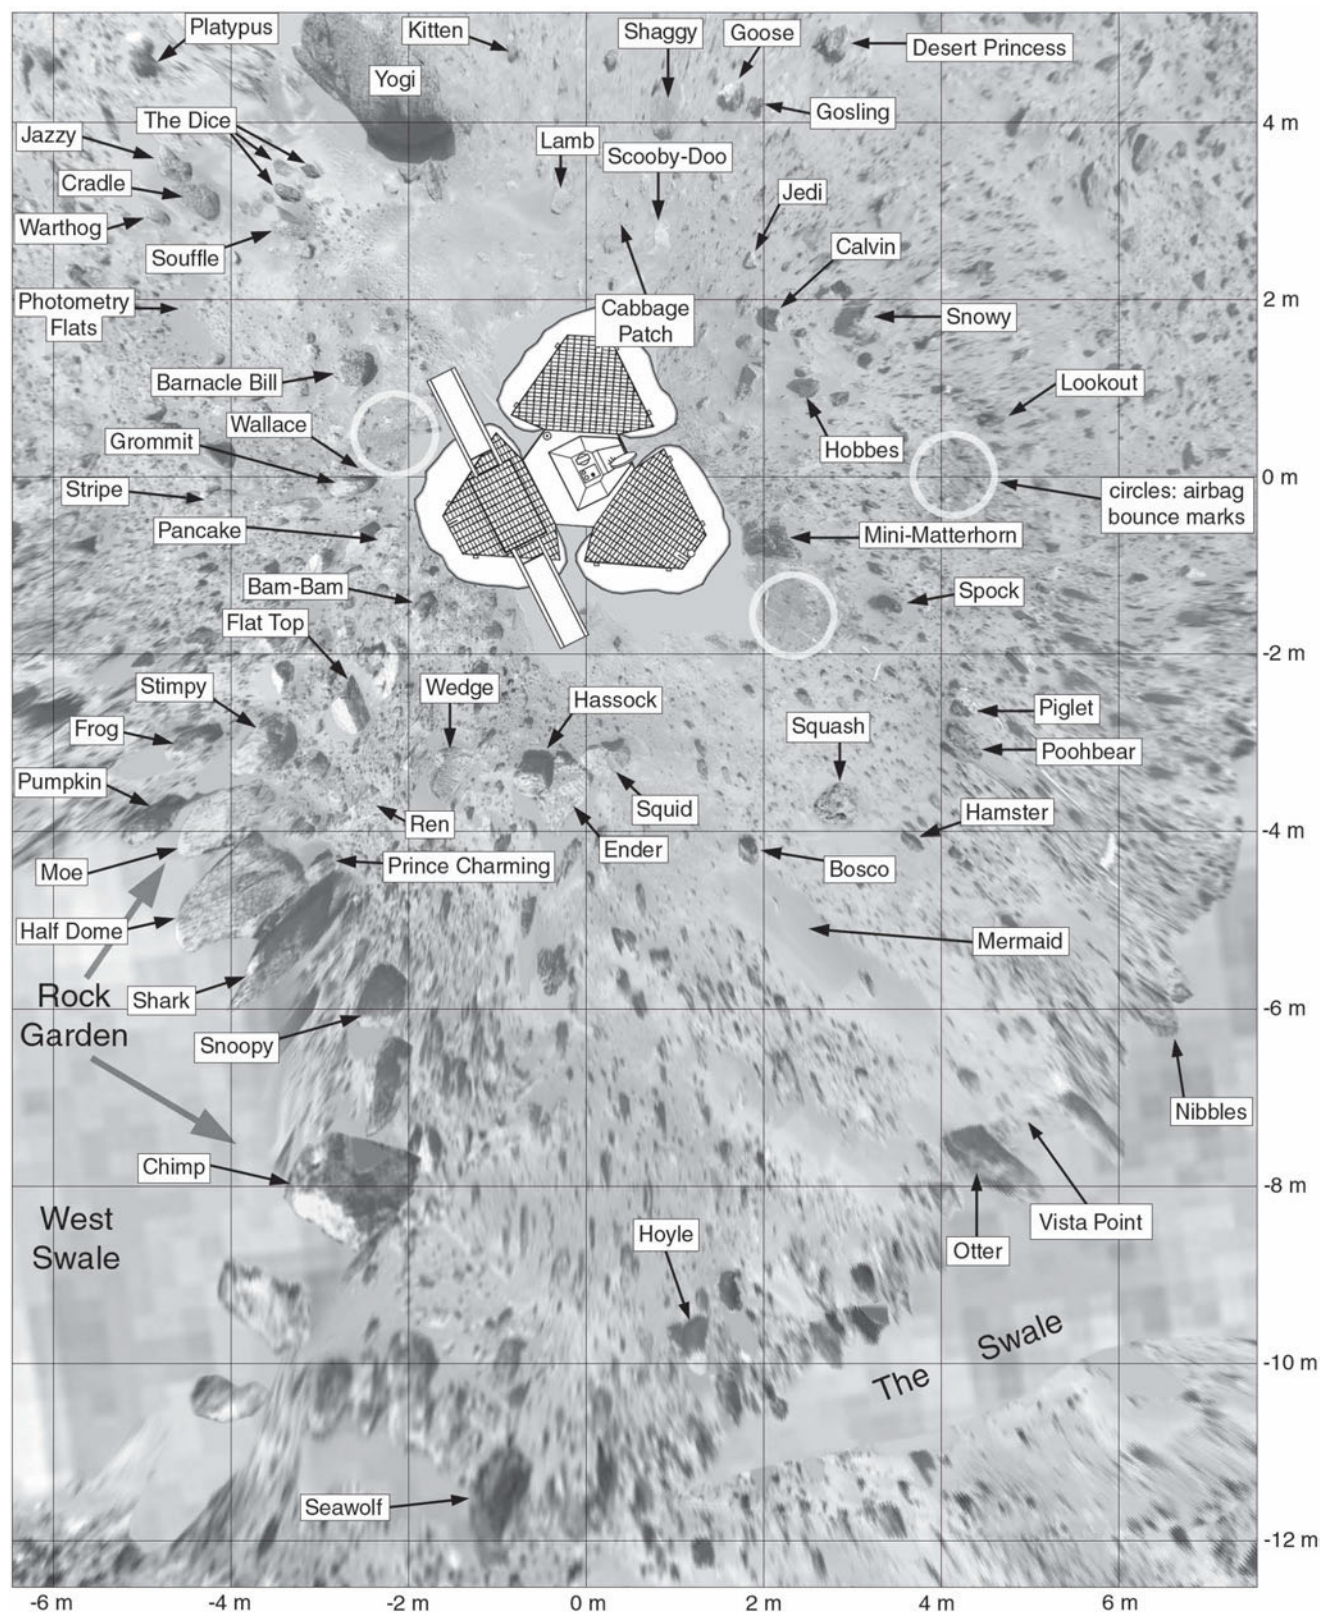 Platypus
Kitten
Shaggy
Goose
Desert Princess
Yogi
Gosling
The Dice
4 m
Jazzy
Lamb
Scooby-Doo
Cradle
Jedi
Warthog
Souffle
Calvin
Photometry
Flats
Cabbage
Patch
2 m
Snowy
Barnacle Bill
Lookout
Wallace
Grommit
Hobbes
0 m
Stripe
circles: airbag
bounce marks
Pancake
Mini-Matterhorn
Bam-Bam
Spock
Flat Top
-2 m
Stimpy
Wedge
Hassock
Piglet
Frog
Squash
Poohbear
Pumpkin
Squid
Hamster
Ren
-4 m
Ender
Moe
Prince Charming
Bosco
Half Dome
Mermaid
Rock
Garden
Shark
-6 m
Snoopy
Nibbles
Chimp
-8 m
West
Swale
Hoyle
Vista Point
Otter
The Swale
-10 m
Seawolf
-12 m
-6 m
-4 m
-2 m
0 m
2 m
4 m
6 m